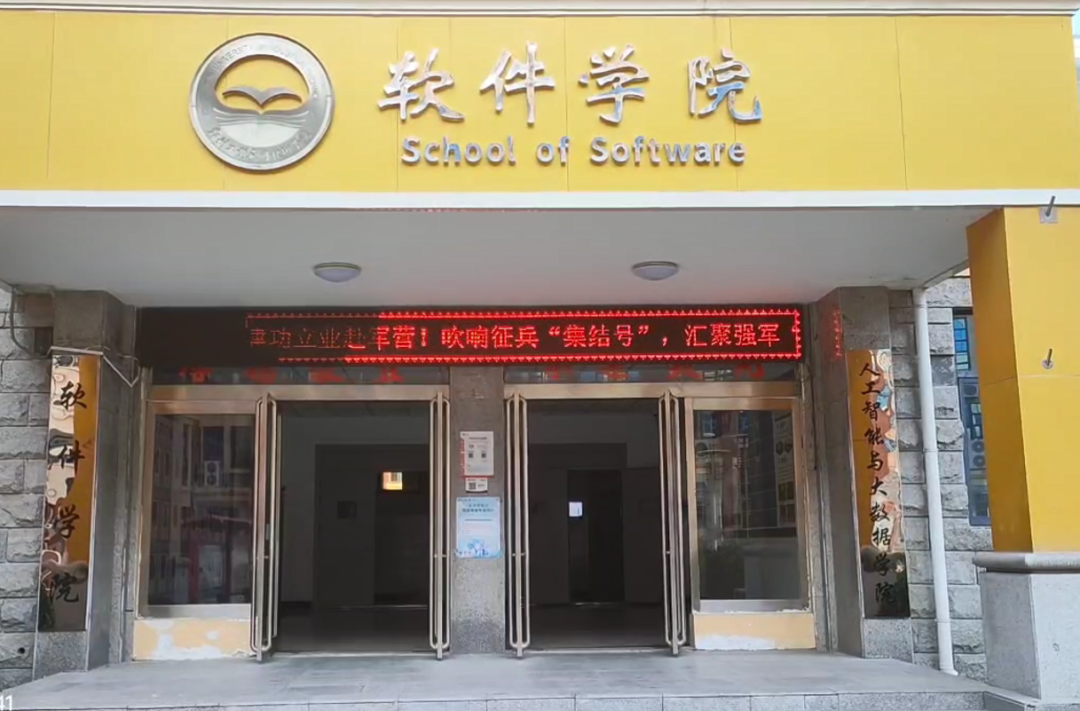 软件学院
School of Software
建功立业赴军营！吹响征兵“集结号”，汇聚强军
软件学院
人工智能与大数据学院
41